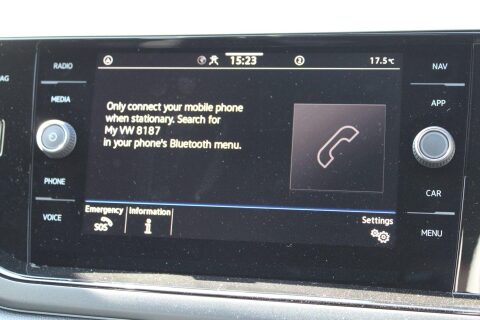 RADIO
MEDIA
PHONE
VOICE
15:23
17.5°C
Only connect your mobile phone
when stationary. Search for
My VW 8187
in your phone's Bluetooth menu.
Emergency
SOS
Information
Settings
NAV
APP
CAR
MENU